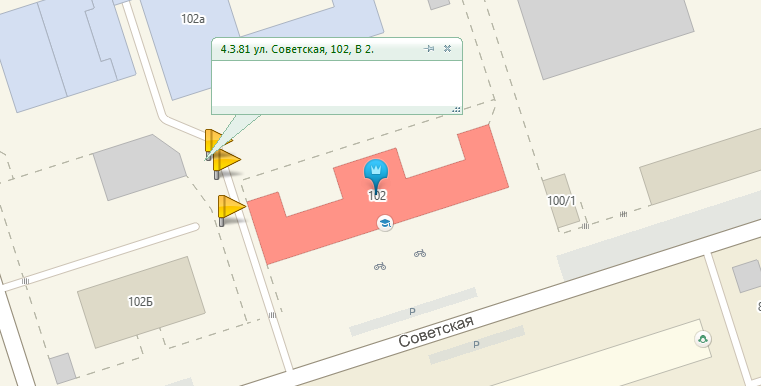 102а
4.3.81 ул. Советская, 102, В 2.
102
100/1
102Б
P
Советская
P